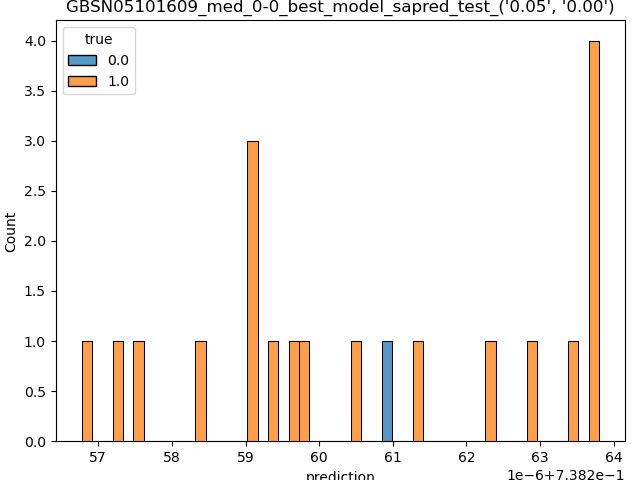 GBSN05101609_med_0-0_best_model_sapred_test_('0.05', '0.00')
4.0
3.5
3.0
2.5
2.0
1.5
1.0
0.5
0.0
Count
true
0.0
1.0
57 58 59 60 61 62 63 64
prediction
1e−6+7.382e−1